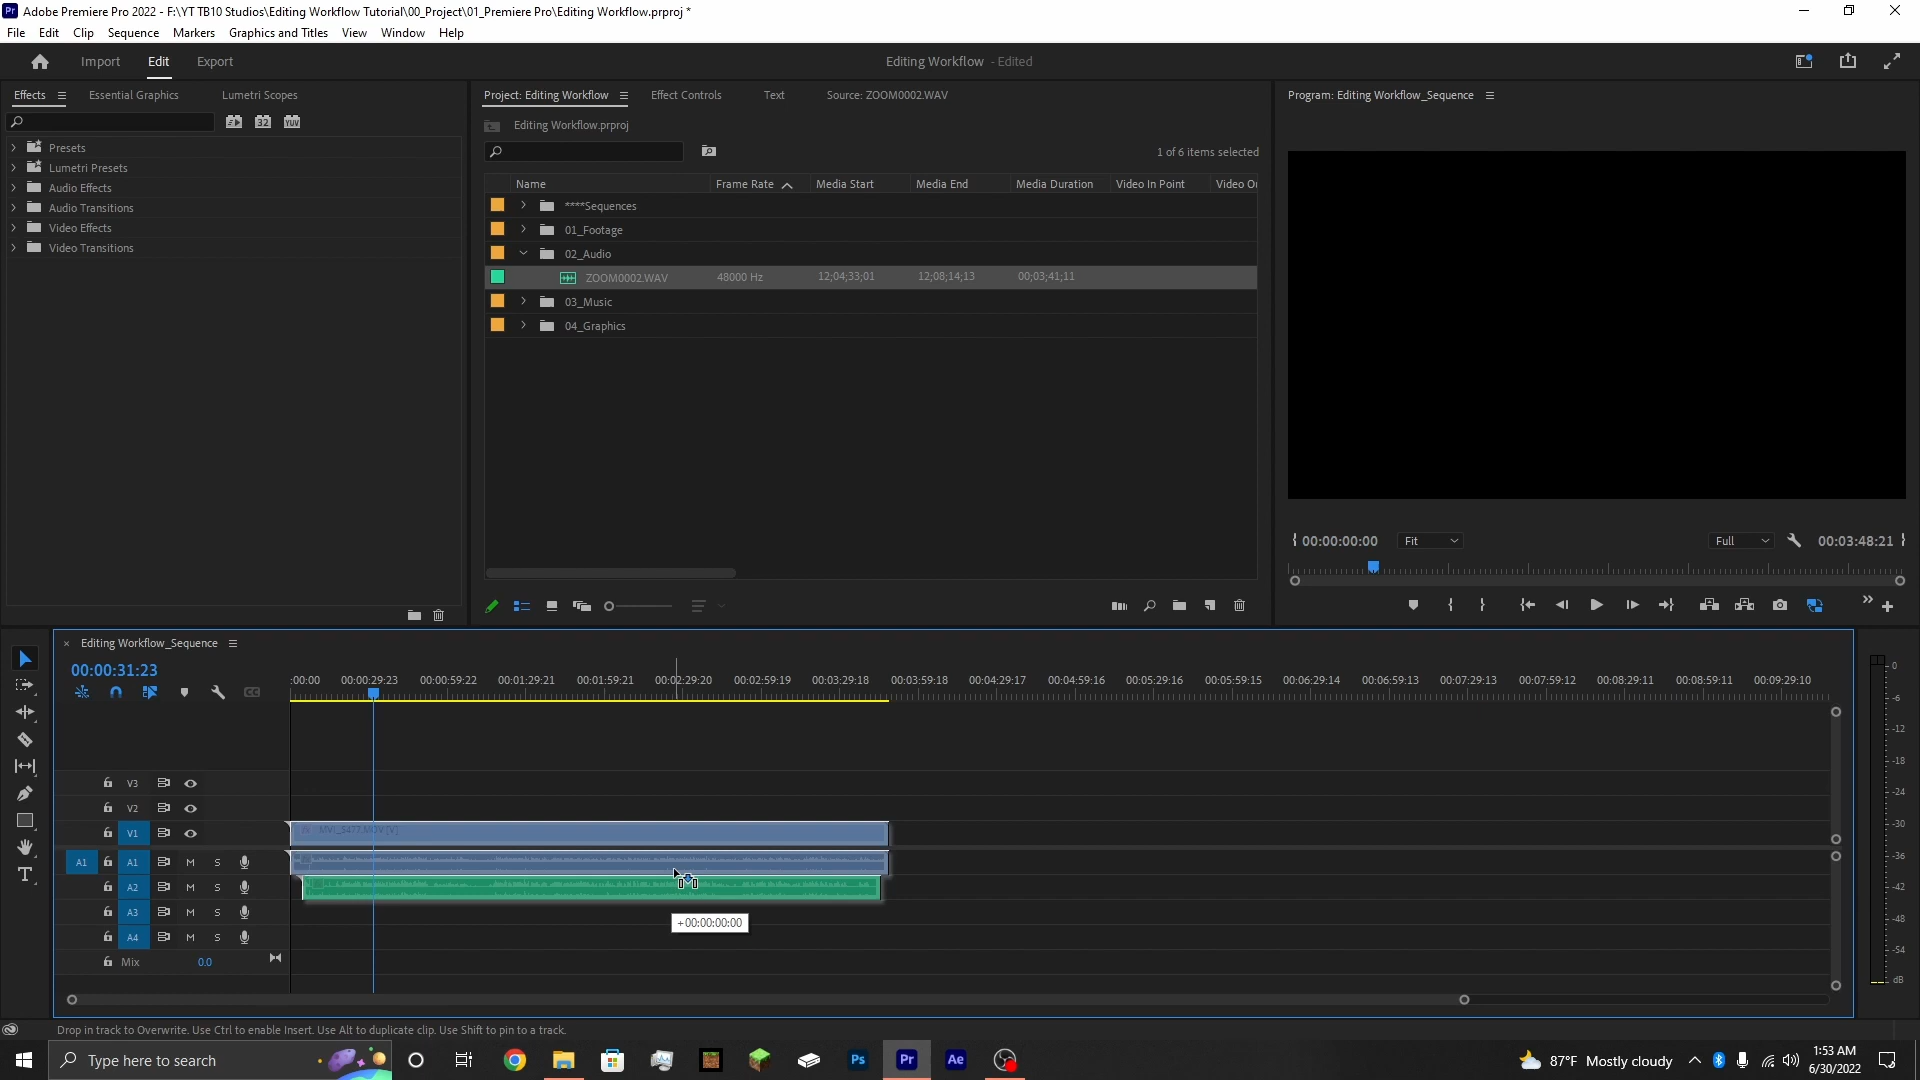 Adobe Premiere Pro 2022 - F:\YT TB10 Studios\Editing Workflow Tutorial\00_Project\01_Premiere Pro\Editing Workflow.prproj *
File Edit Clip Sequence Markers Graphics and Titles View Window Help
Import Edit Export
Editing Workflow - Edited
Effects Essential Graphics Lumetri Scopes
32 YUV
Presets
Lumetri Presets
Audio Effects
Audio Transitions
Video Effects
Video Transitions
Project: Editing Workflow Effect Controls Text Source: ZOOM0002.WAV
Editing Workflow.prproj
1 of 6 items selected
Name Frame Rate Media Start Media End Media Duration Video In Point Video Ou
****Sequences
01_Footage
02_Audio
ZOOM0002.WAV 48000 Hz 12;04;33;01 12;08;14;13 00;03;41;11
03_Music
04_Graphics
Program: Editing Workflow_Sequence
00:00:00:00 Fit Full 00:03:48:21
Editing Workflow_Sequence
00:00:31:23
:00:00 00:00:29:23 00:00:59:22 00:01:29:21 00:01:59:21 00:02:29:20 00:02:59:19 00:03:29:18 00:03:59:18 00:04:29:17 00:04:59:16 00:05:29:16 00:05:59:15 00:06:29:14 00:06:59:13 00:07:29:13 00:07:59:12 00:08:29:11 00:08:59:11 00:09:29:10
V3
V2
V1 MVI_3477.MOV [V]
A1 A1 M S
A2 M S
A3 M S
A4 M S
Mix 0.0
+00:00:00:00
0
-6
-12
-18
-24
-30
-36
-42
-48
-54
dB
Drop in track to Overwrite. Use Ctrl to enable Insert. Use Alt to duplicate clip. Use Shift to pin to a track.
Type here to search
Ps Pr Ae
87°F Mostly cloudy
1:53 AM
6/30/2022